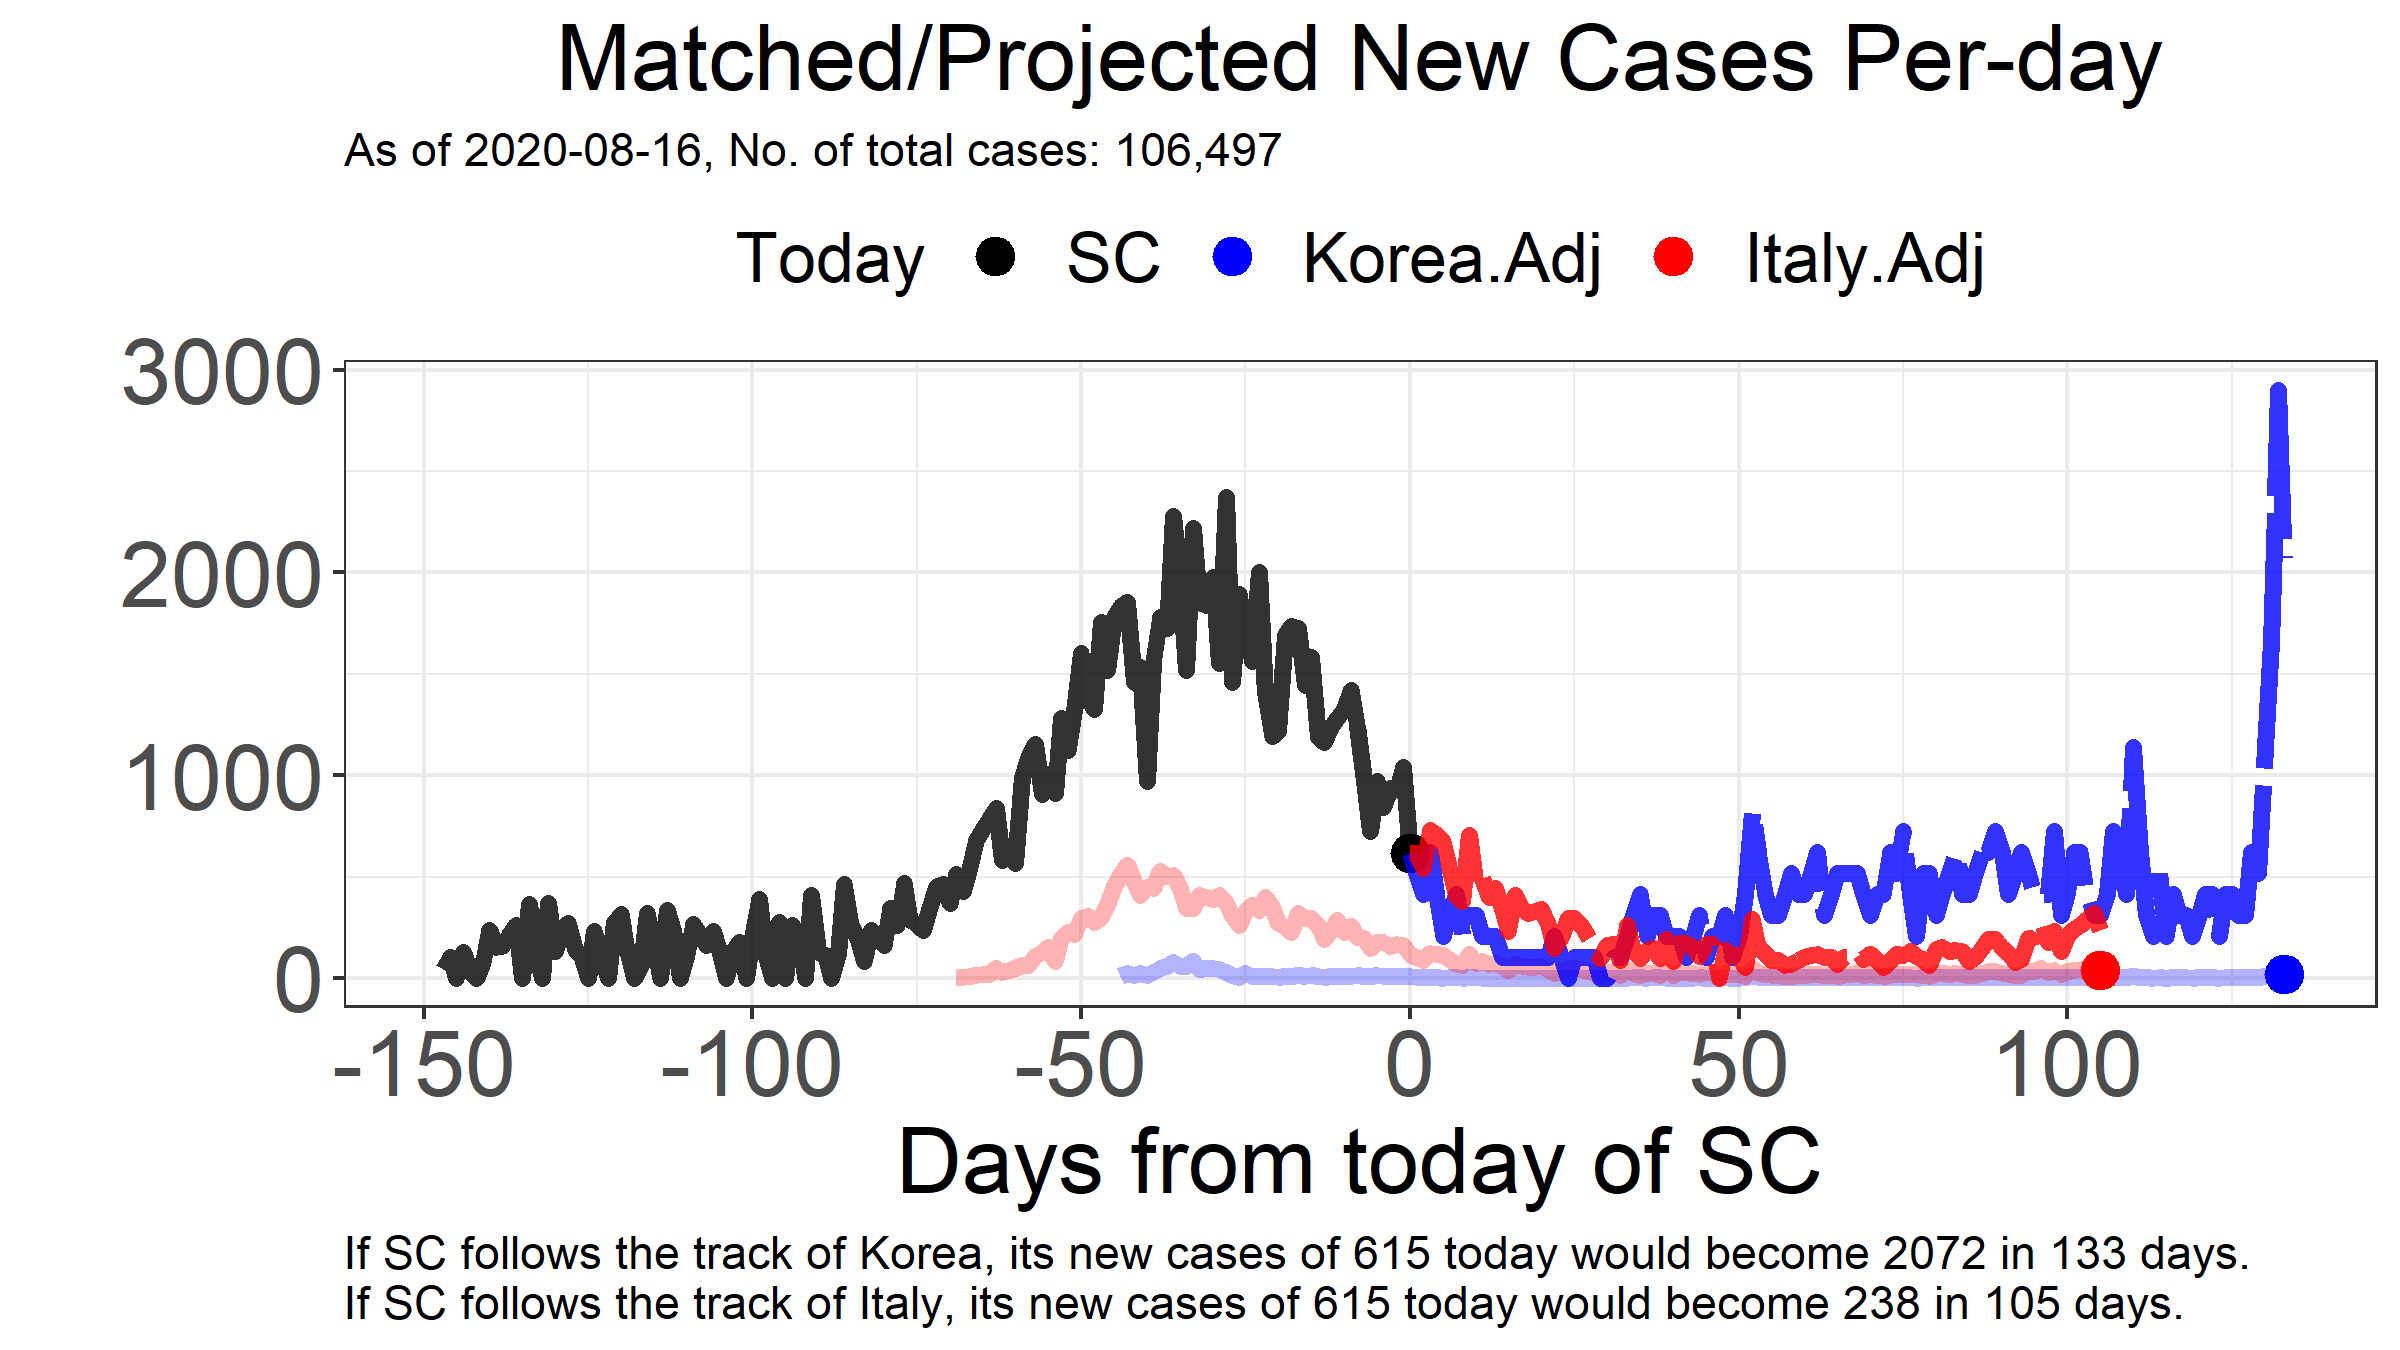 Matched/Projected New Cases Per-day
As of 2020-08-16, No. of total cases: 106,497
Today SC Korea.Adj Italy.Adj
3000
2000
1000
0
-150 -100 -50 0 50 100
Days from today of SC
If SC follows the track of Korea, its new cases of 615 today would become 2072 in 133 days.
If SC follows the track of Italy, its new cases of 615 today would become 238 in 105 days.